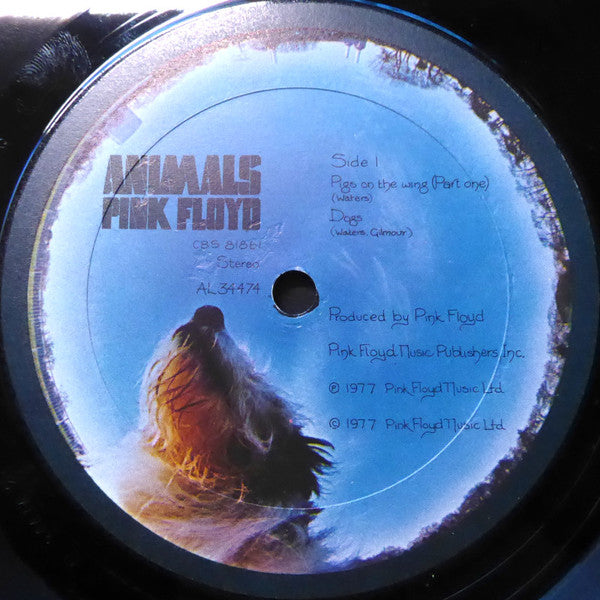 ANIMALS
PINK FLOYD
CBS 81861
Stereo
AL 34474
Side 1
Pigs on the wing (Part one)
(Waters)
Dogs
(Waters, Gilmour)
Produced by Pink Floyd
Pink Floyd Music Publishers Inc.
℗ 1977 Pink Floyd Music Ltd.
© 1977 Pink Floyd Music Ltd.